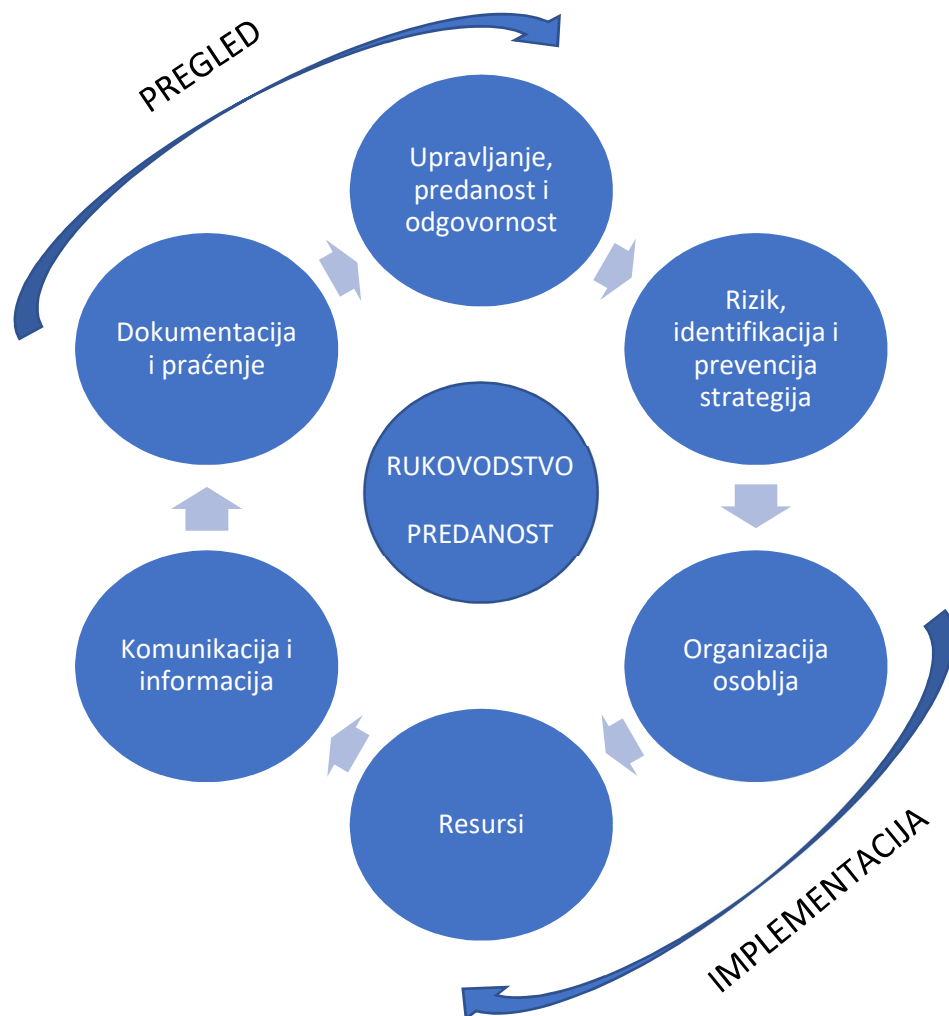 PREGLED
Upravljanje,
predanost i
odgovornost
Rizik,
identifikacija i
prevencija
strategija
Organizacija
osoblja
Resursi
Komunikacija i
informacija
Dokumentacija
i praćenje
RUKOVODSTVO
PREDANOST
IMPLEMENTACIJA